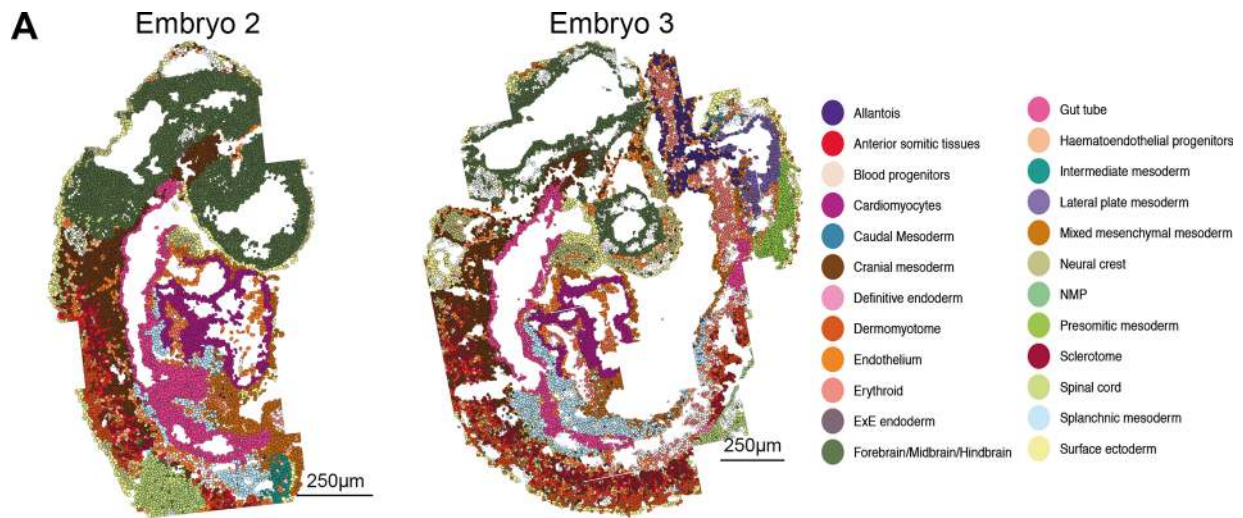 A
Embryo 2
Embryo 3
250µm
250µm
Allantois
Anterior somitic tissues
Blood progenitors
Cardiomyocytes
Caudal Mesoderm
Cranial mesoderm
Definitive endoderm
Dermomyotome
Endothelium
Erythroid
ExE endoderm
Forebrain/Midbrain/Hindbrain
Gut tube
Haematoendothelial progenitors
Intermediate mesoderm
Lateral plate mesoderm
Mixed mesenchymal mesoderm
Neural crest
NMP
Presomitic mesoderm
Sclerotome
Spinal cord
Splanchnic mesoderm
Surface ectoderm